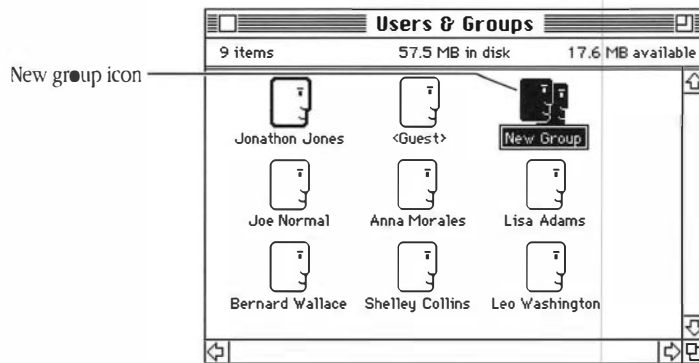 Users & Groups
9 items 57.5 MB in disk 17.6 MB available
New group icon
Jonathon Jones <Guest> New Group
Joe Normal Anna Morales Lisa Adams
Bernard Wallace Shelley Collins Leo Washington